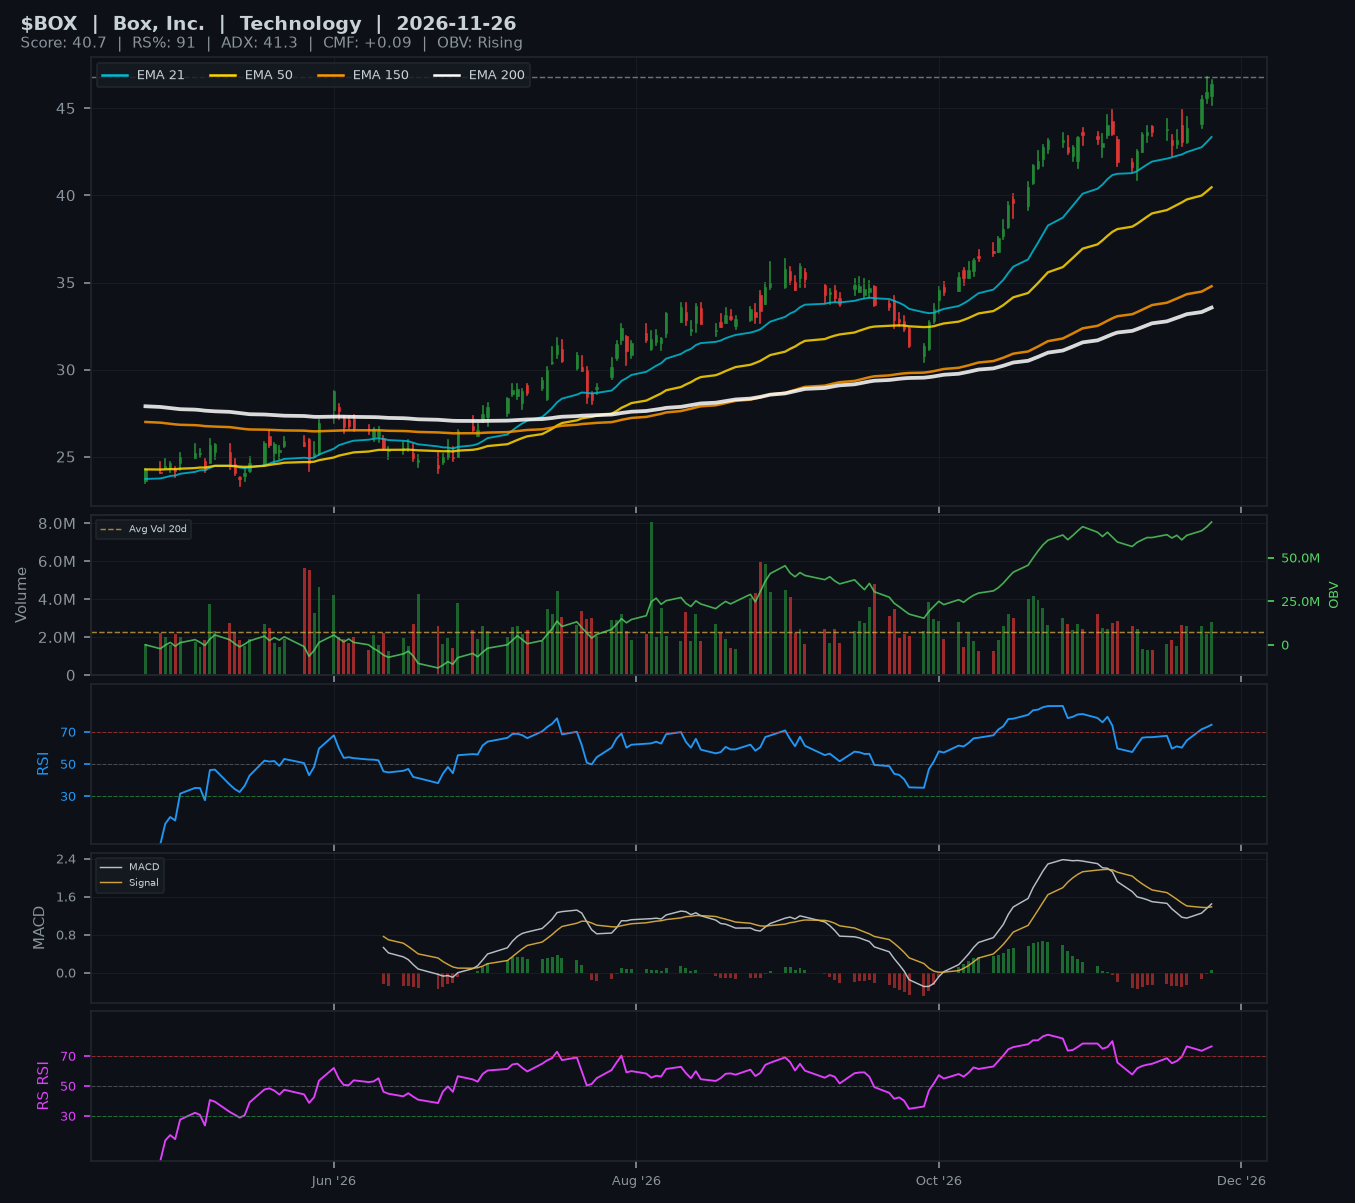 $BOX | Box, Inc. | Technology | 2026-11-26
Score: 40.7 | RS%: 91 | ADX: 41.3 | CMF: +0.09 | OBV: Rising
EMA 21 EMA 50 EMA 150 EMA 200
45
40
35
30
25
Avg Vol 20d
8.0M
6.0M
4.0M
2.0M
0
Volume
50.0M
25.0M
0
OBV
70
50
30
RSI
MACD
Signal
2.4
1.6
0.8
0.0
MACD
70
50
30
RS RSI
Jun '26 Aug '26 Oct '26 Dec '26